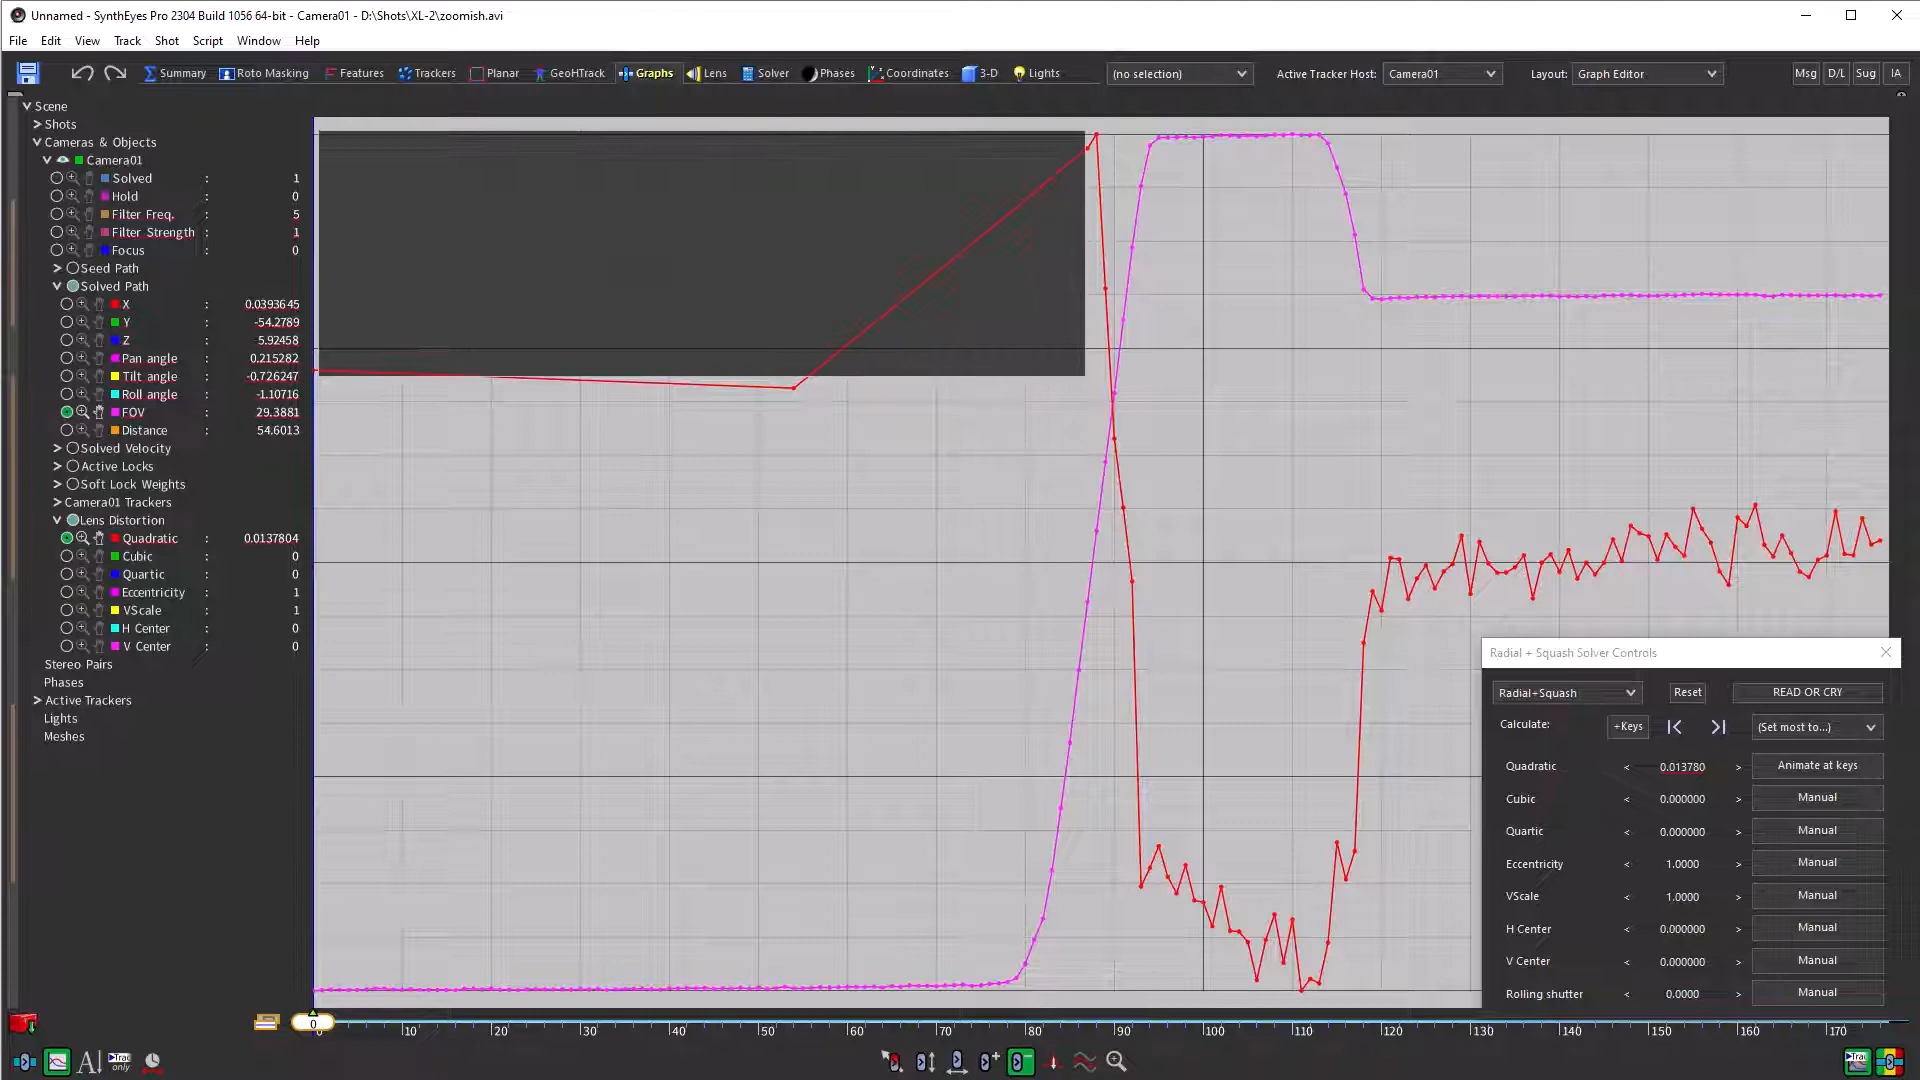 Unnamed - SynthEyes Pro 2304 Build 1056 64-bit - Camera01 - D:\Shots\XL-2\zoomish.avi
File Edit View Track Shot Script Window Help
Summary Roto Masking Features Trackers Planar GeoHTrack Graphs Lens Solver Phases Coordinates 3-D Lights (no selection) Active Tracker Host: Camera01 Layout: Graph Editor Msg D/L Sug IA
Scene
Shots
Cameras & Objects
Camera01
Solved : 1
Hold : 0
Filter Freq. : 5
Filter Strength : 1
Focus : 0
Seed Path
Solved Path
X : 0.0393645
Y : -54.2789
Z : 5.92458
Pan angle : 0.215282
Tilt angle : -0.726247
Roll angle : -1.10716
FOV : 29.3881
Distance : 54.6013
Solved Velocity
Active Locks
Soft Lock Weights
Camera01 Trackers
Lens Distortion
Quadratic : 0.0137804
Cubic : 0
Quartic : 0
Eccentricity : 1
VScale : 1
H Center : 0
V Center : 0
Stereo Pairs
Phases
Active Trackers
Lights
Meshes
Radial + Squash Solver Controls
Radial+Squash Reset READ OR CRY
Calculate: +Keys (Set most to...)
Quadratic < 0.013780 > Animate at keys
Cubic < 0.000000 > Manual
Quartic < 0.000000 > Manual
Eccentricity < 1.0000 > Manual
VScale < 1.0000 > Manual
H Center < 0.000000 > Manual
V Center < 0.000000 > Manual
Rolling shutter < 0.0000 > Manual
0 10 20 30 40 50 60 70 80 90 100 110 120 130 140 150 160 170